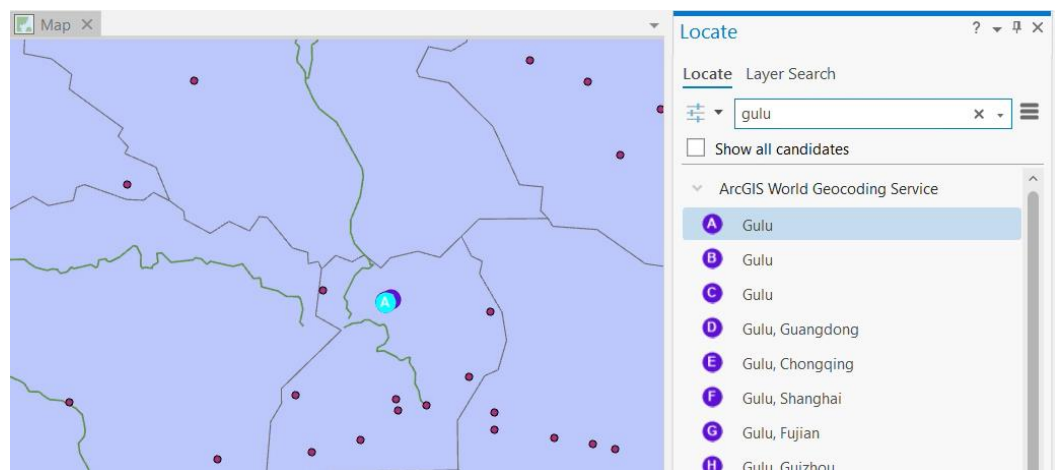 Map
Locate
Locate Layer Search
gulu
Show all candidates
ArcGIS World Geocoding Service
A Gulu
B Gulu
C Gulu
D Gulu, Guangdong
E Gulu, Chongqing
F Gulu, Shanghai
G Gulu, Fujian
H Gulu, Guizhou
A